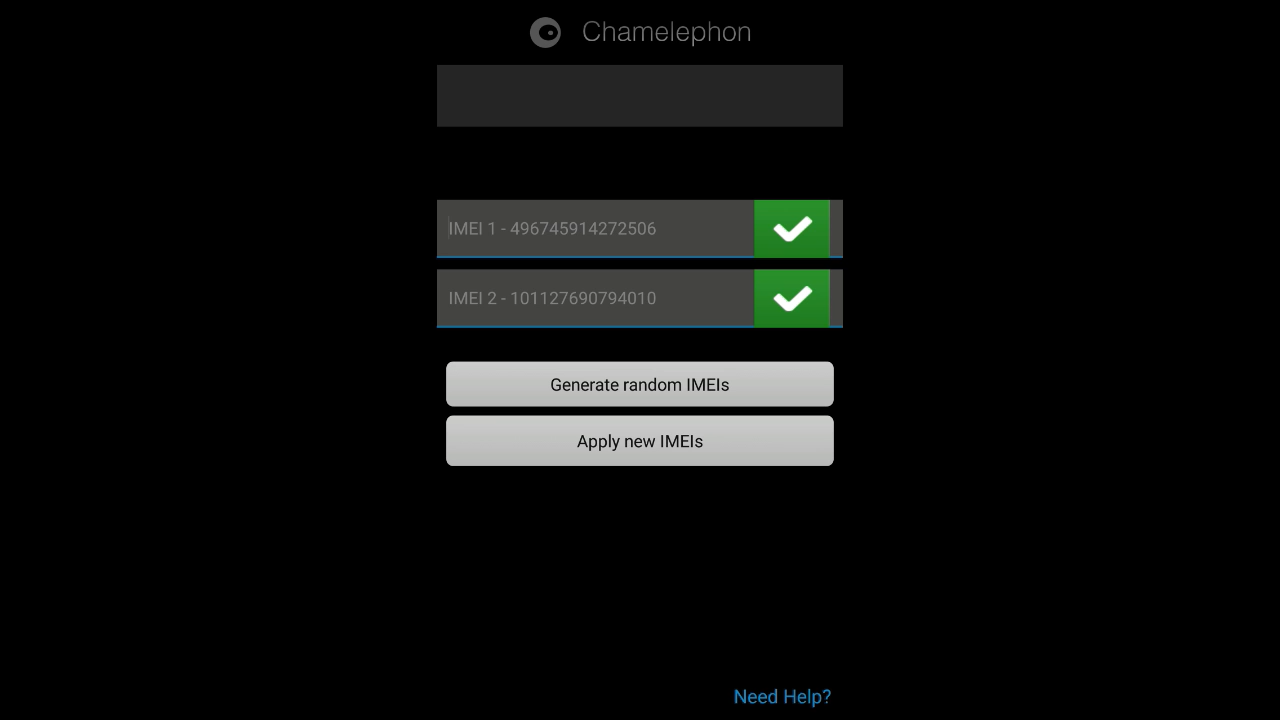 Chamelephon
IMEI 1 - 496745914272506
IMEI 2 - 101127690794010
Generate random IMEIs
Apply new IMEIs
Need Help?